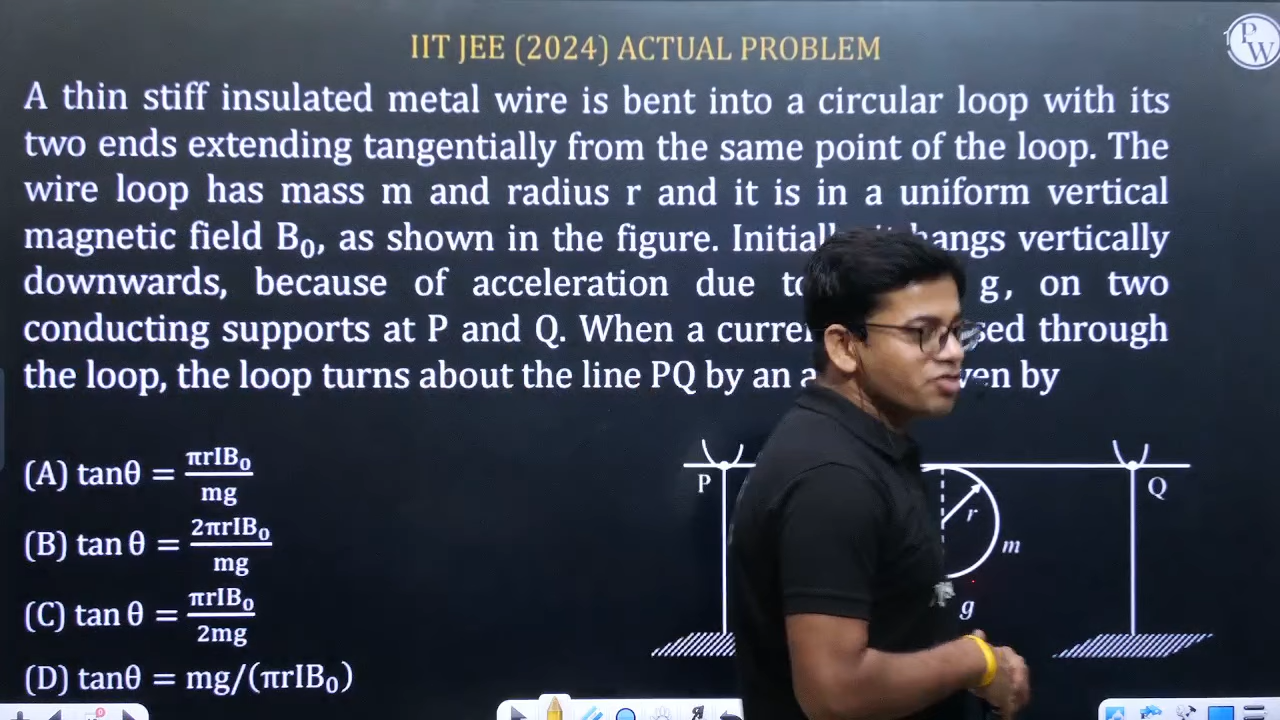 IIT JEE (2024) ACTUAL PROBLEM
PW
A thin stiff insulated metal wire is bent into a circular loop with its
two ends extending tangentially from the same point of the loop. The
wire loop has mass m and radius r and it is in a uniform vertical
magnetic field B₀, as shown in the figure. hangs vertically
downwards, because of acceleration due g, on two
conducting supports at P and Q. When a through
the loop, the loop turns about the line PQ by an by
(A) tanθ = πrIB₀/mg
(B) tan θ = 2πrIB₀/mg
(C) tan θ = πrIB₀/2mg
(D) tanθ = mg/(πrIB₀)
P
Q
r
m
g